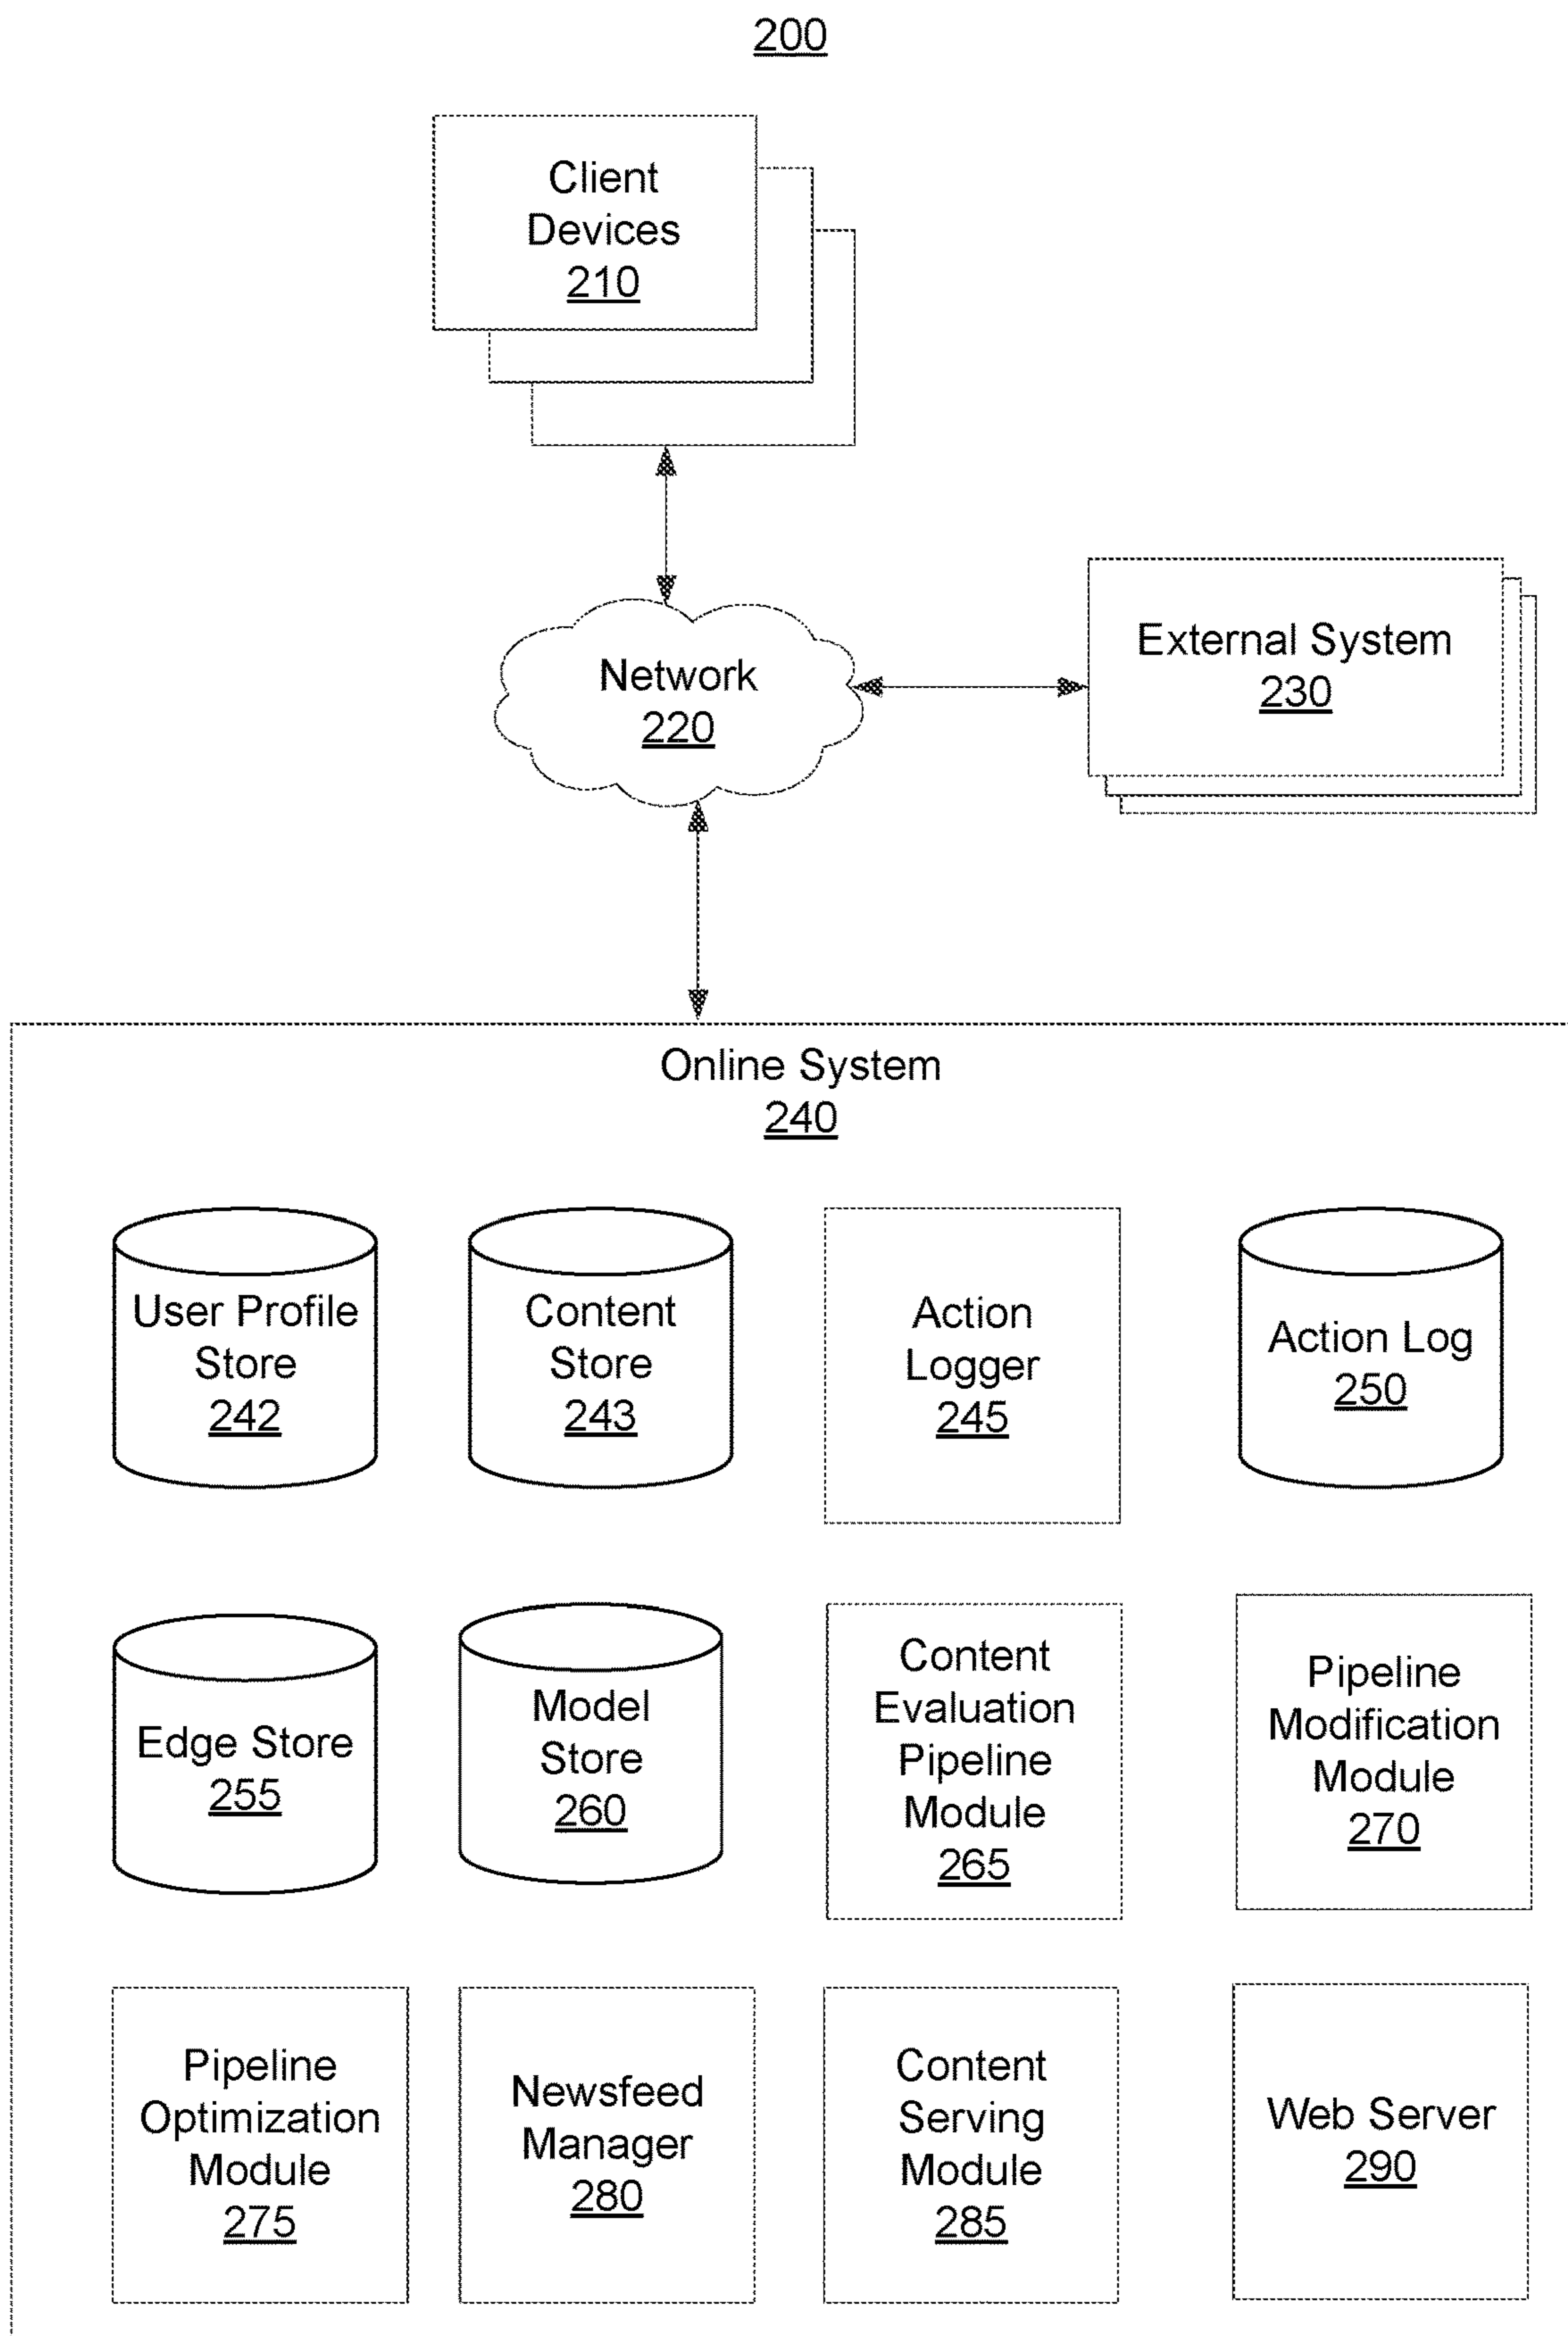 200
Client
Devices
210
Network
220
External System
230
Online System
240
User Profile
Store
242
Content
Store
243
Action
Logger
245
Action Log
250
Edge Store
255
Model
Store
260
Content
Evaluation
Pipeline
Module
265
Pipeline
Modification
Module
270
Pipeline
Optimization
Module
275
Newsfeed
Manager
280
Content
Serving
Module
285
Web Server
290